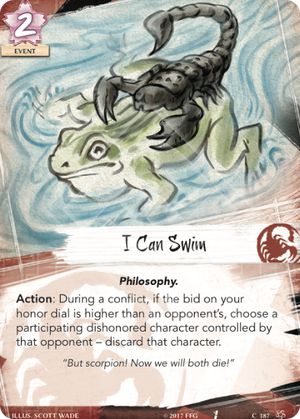 2
EVENT
I Can Swim
Philosophy.
Action: During a conflict, if the bid on your
honor dial is higher than an opponent's, choose a
participating dishonored character controlled by
that opponent – discard that character.
"But scorpion! Now we will both die!"
ILLUS. SCOTT WADE © 2017 FFG 1 C 187